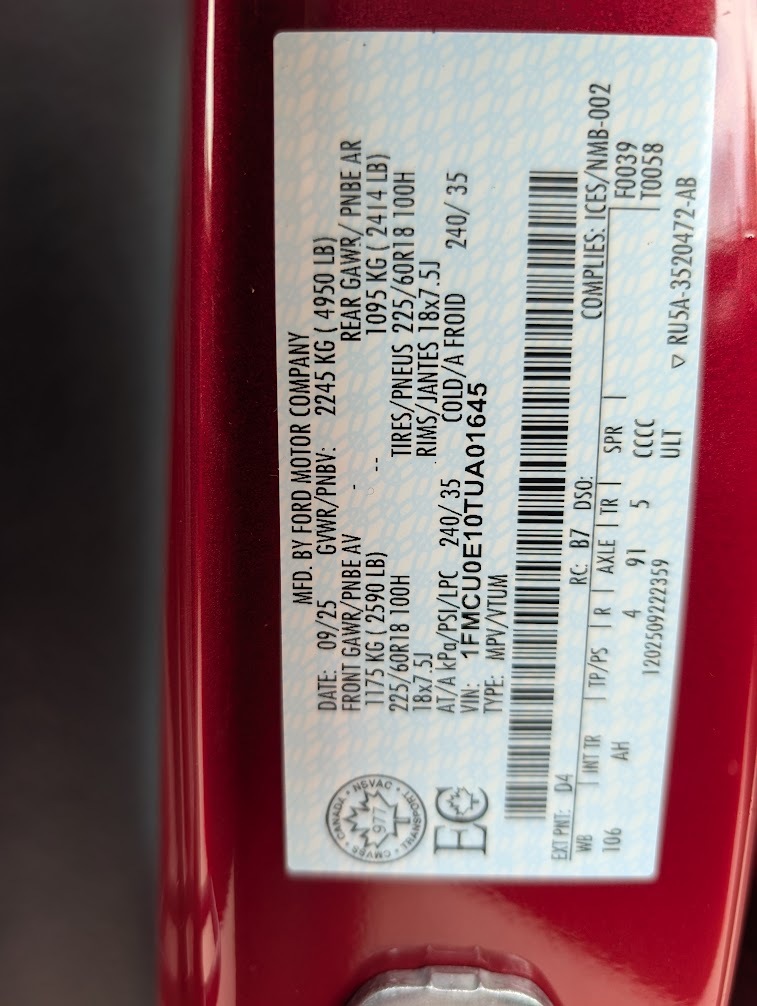 MFD. BY FORD MOTOR COMPANY
DATE: 09/25 GVWR/PNBV: 2245 KG ( 4950 LB)
FRONT GAWR/PNBE AV - REAR GAWR/ PNBE AR
1175 KG ( 2590 LB) -- 1095 KG ( 2414 LB)
225/60R18 100H TIRES/PNEUS 225/60R18 100H
18x7.5J RIMS/JANTES 18x7.5J
AT/A kPa/PSI/LPC 240/ 35 COLD/A FROID 240/ 35
VIN: 1FMCU0E10TUA01645
TYPE: MPV/VTUM
CANADA • NSVAC • TRANSPORT • CMVSS •
977 T
EC
EXT PNT: D4 RC: B7 DSO: COMPLIES: ICES/NMB-002
WB | INT TR | TP/PS | R | AXLE | TR | SPR | F0039
106 AH 4 91 5 CCCC T0058
1202509222359 ULT
▽ RU5A-3520472-AB